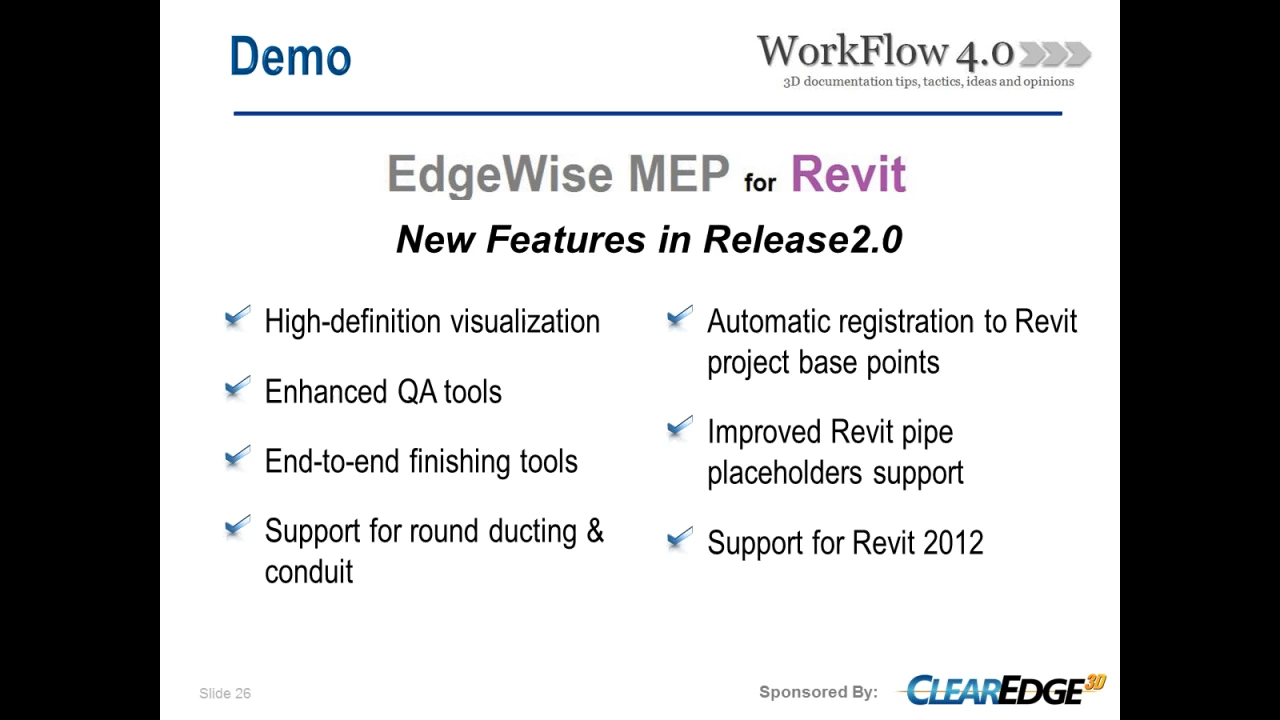 Demo
WorkFlow 4.0
3D documentation tips, tactics, ideas and opinions
EdgeWise MEP for Revit
New Features in Release2.0
High-definition visualization
Enhanced QA tools
End-to-end finishing tools
Support for round ducting &
conduit
Automatic registration to Revit
project base points
Improved Revit pipe
placeholders support
Support for Revit 2012
Slide 26
Sponsored By:
CLEAREDGE3D